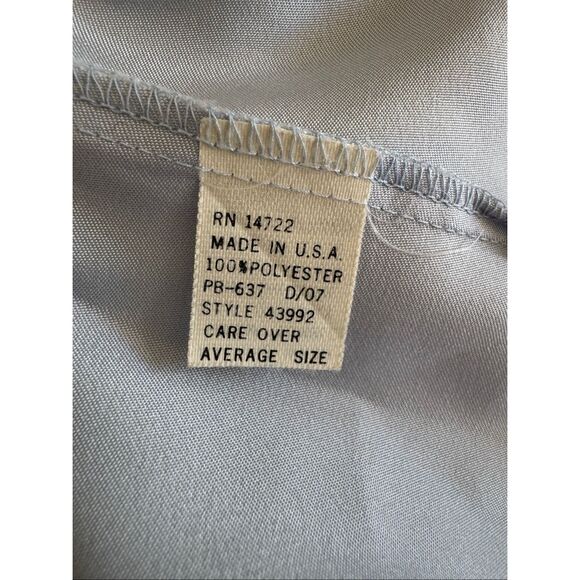 RN 14722
MADE IN U.S.A.
100%POLYESTER
PB-637 D/07
STYLE 43992
CARE OVER
AVERAGE SIZE